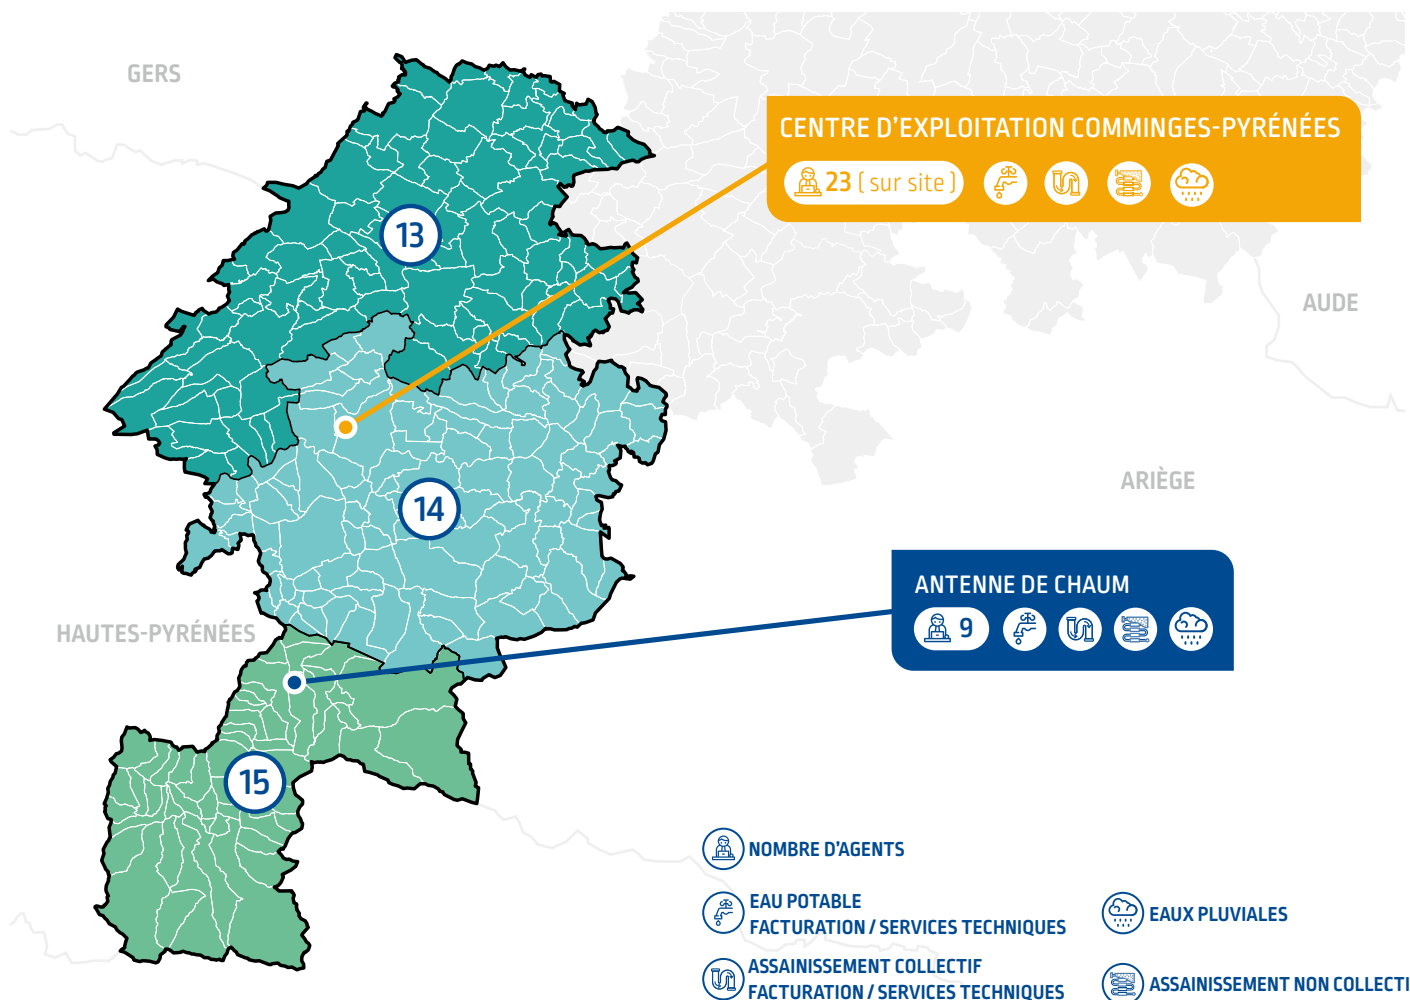 GERS
CENTRE D'EXPLOITATION COMMINGES-PYRÉNÉES
23 ( sur site )
13
AUDE
ARIÈGE
14
ANTENNE DE CHAUM
9
HAUTES-PYRÉNÉES
15
NOMBRE D'AGENTS
EAU POTABLE
FACTURATION / SERVICES TECHNIQUES
EAUX PLUVIALES
ASSAINISSEMENT COLLECTIF
FACTURATION / SERVICES TECHNIQUES
ASSAINISSEMENT NON COLLECTI